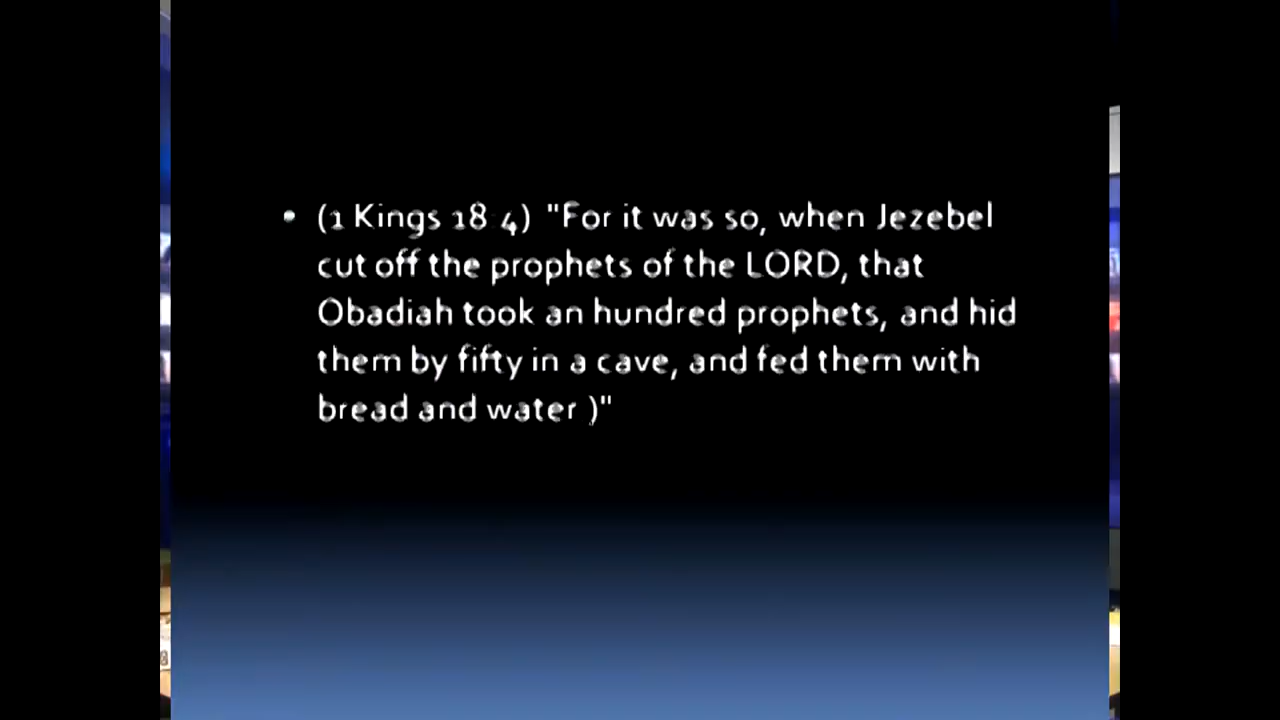 • (1 Kings 18 4) "For it was so, when Jezebel
cut off the prophets of the LORD, that
Obadiah took an hundred prophets, and hid
them by fifty in a cave, and fed them with
bread and water )"